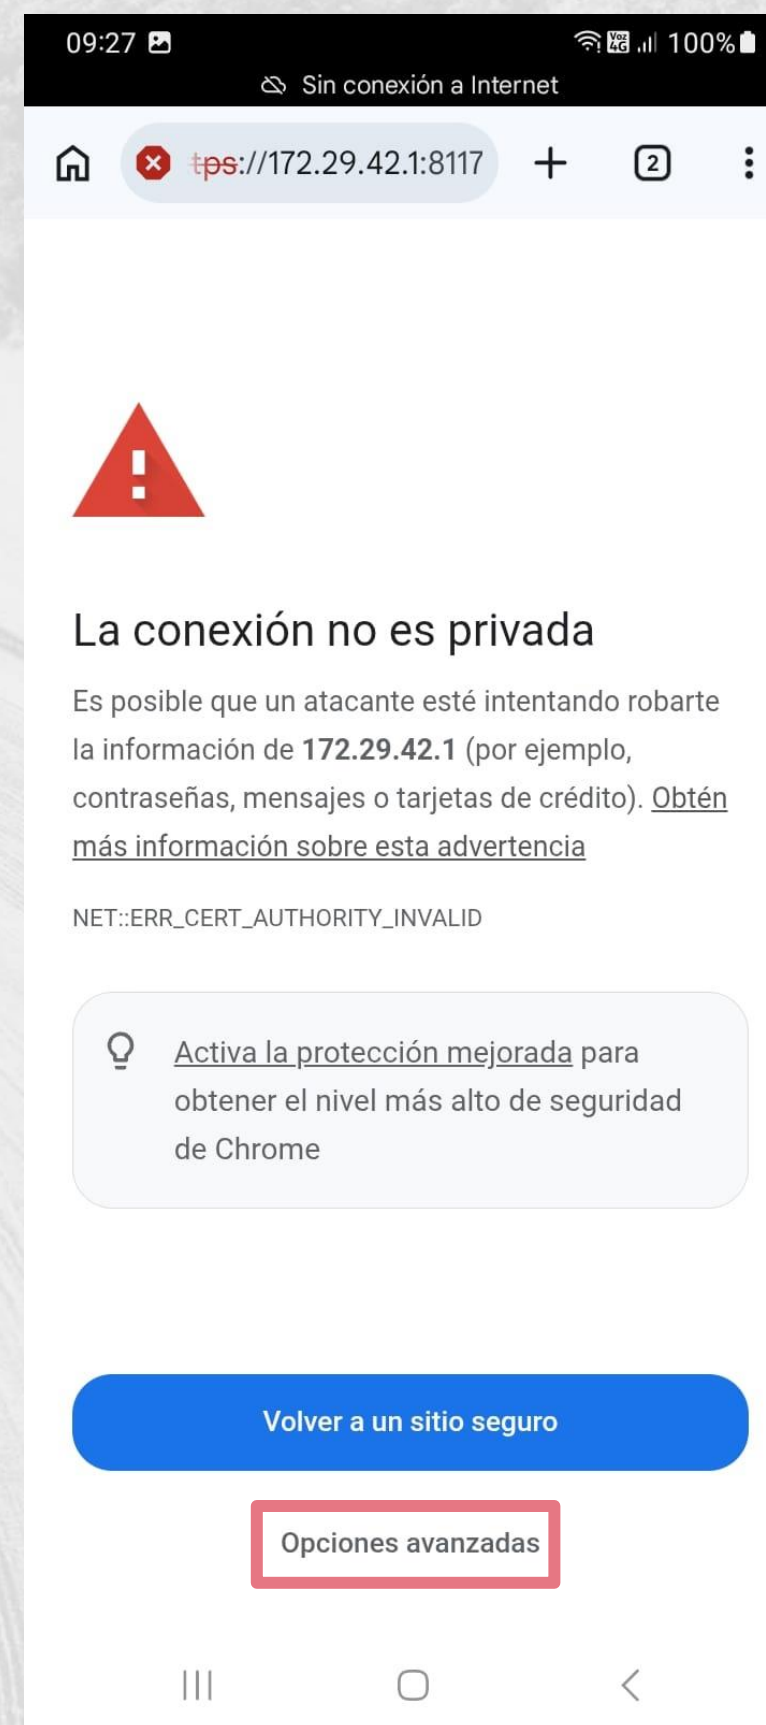 09:27 Voz 4G 100%
Sin conexión a Internet
tps://172.29.42.1:8117 2
La conexión no es privada
Es posible que un atacante esté intentando robarte
la información de 172.29.42.1 (por ejemplo,
contraseñas, mensajes o tarjetas de crédito). Obtén
más información sobre esta advertencia
NET::ERR_CERT_AUTHORITY_INVALID
Activa la protección mejorada para
obtener el nivel más alto de seguridad
de Chrome
Volver a un sitio seguro
Opciones avanzadas